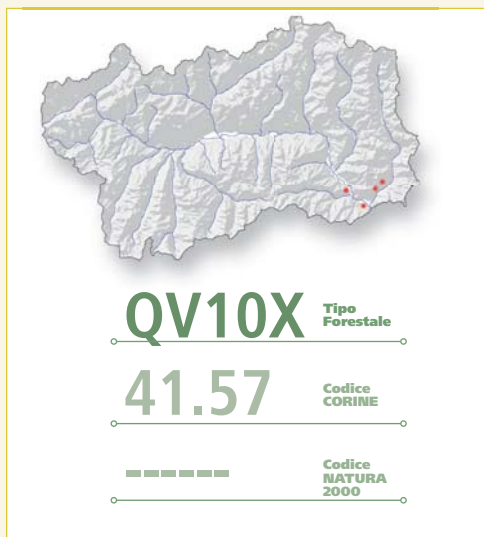 QV10X Tipo
Forestale
41.57 Codice
CORINE
------ Codice
NATURA
2000